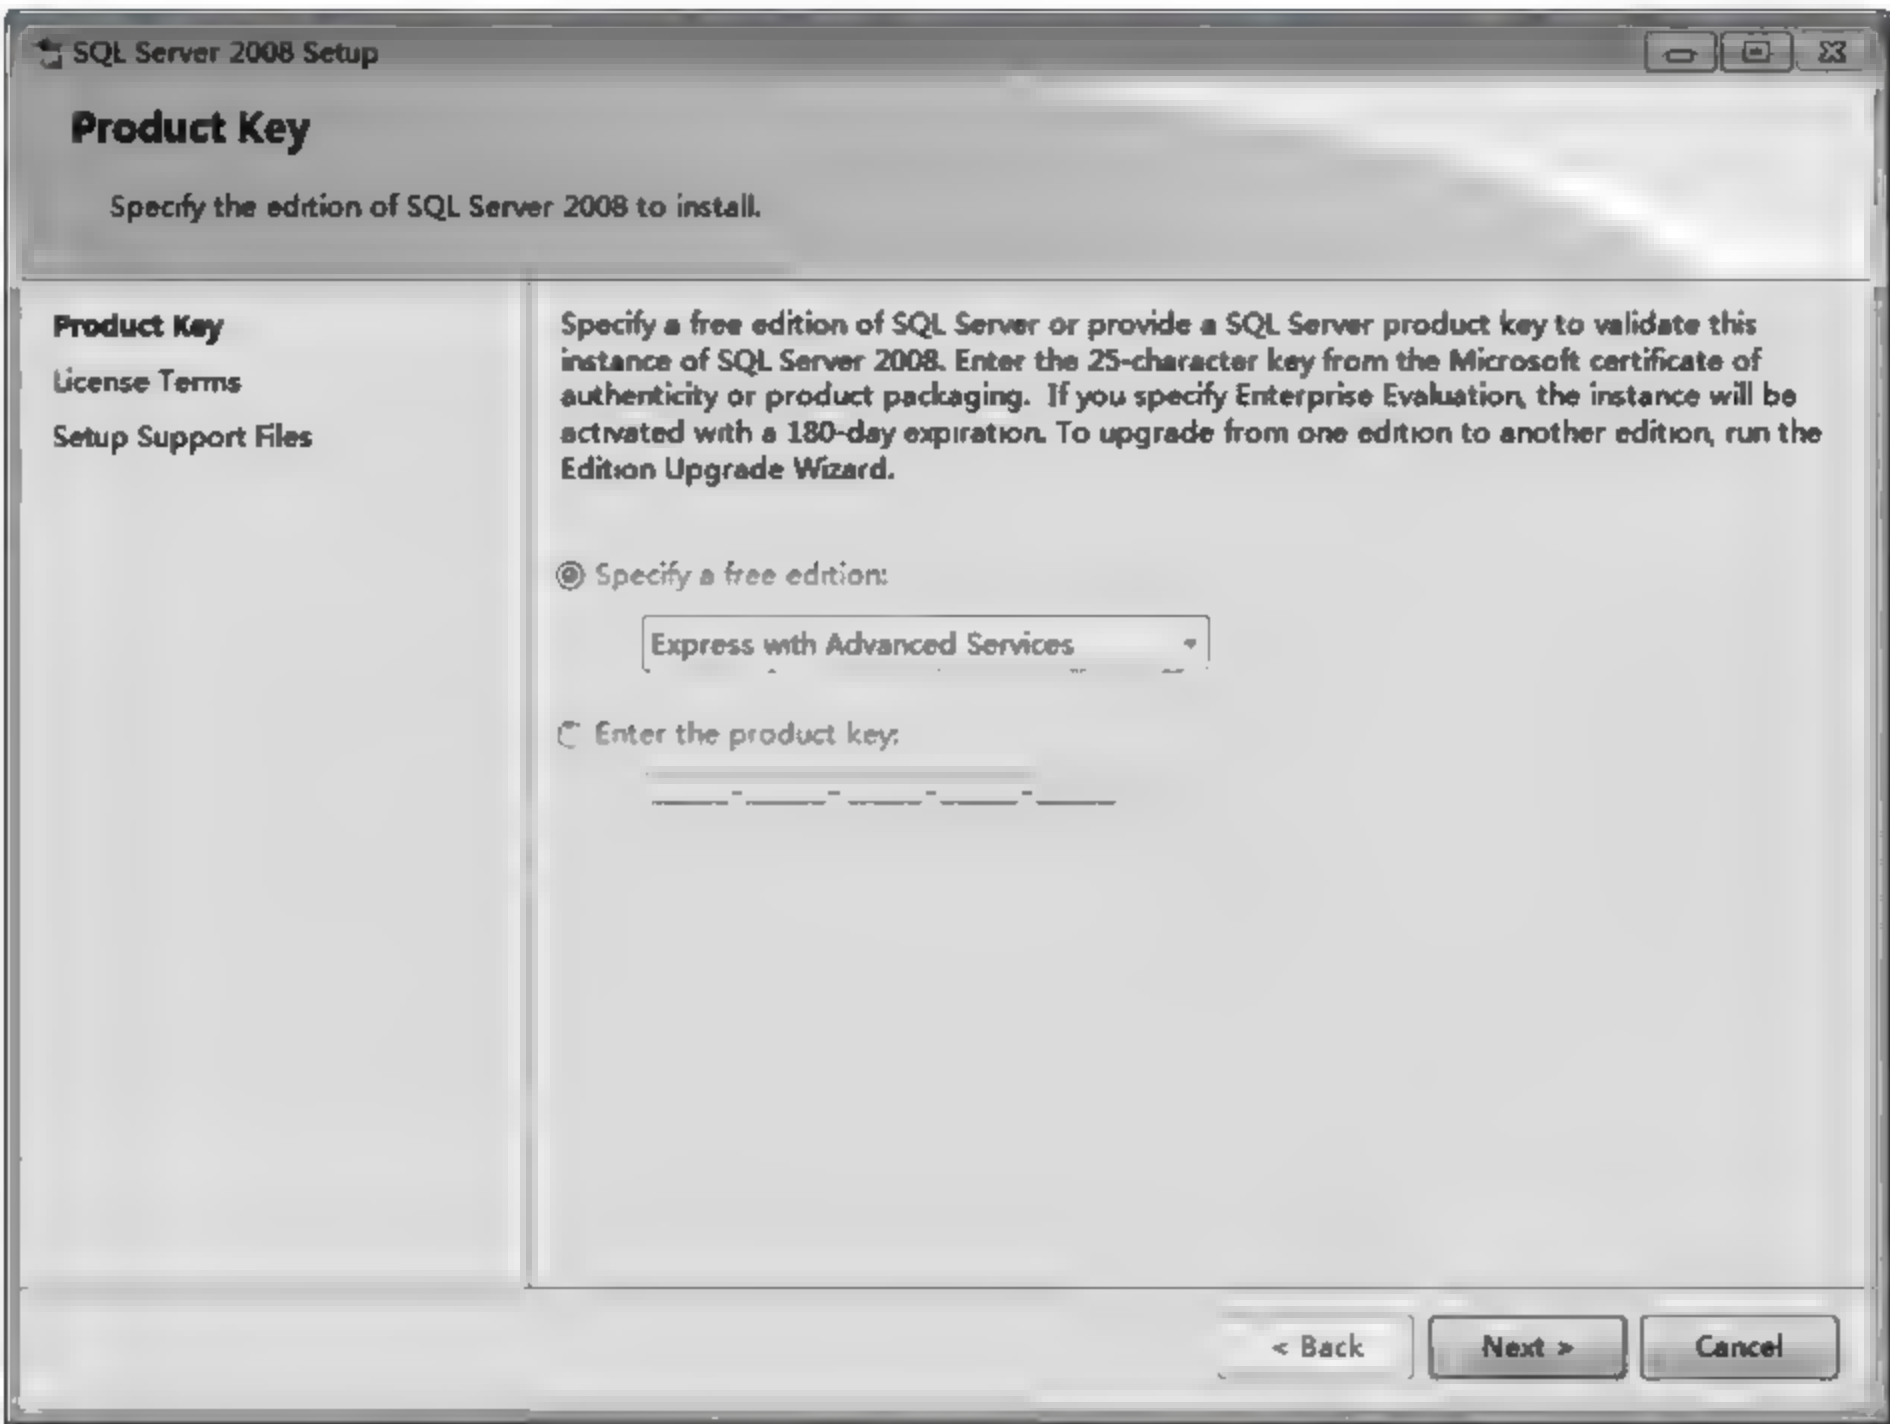 SQL Server 2008 Setup
Product Key
Specify the edition of SQL Server 2008 to install.
Product Key
License Terms
Setup Support Files
Specify a free edition of SQL Server or provide a SQL Server product key to validate this
instance of SQL Server 2008. Enter the 25-character key from the Microsoft certificate of
authenticity or product packaging.  If you specify Enterprise Evaluation, the instance will be
activated with a 180-day expiration. To upgrade from one edition to another edition, run the
Edition Upgrade Wizard.
Specify a free edition:
Express with Advanced Services
Enter the product key:
_____-_____-_____-_____-_____
< Back
Next >
Cancel